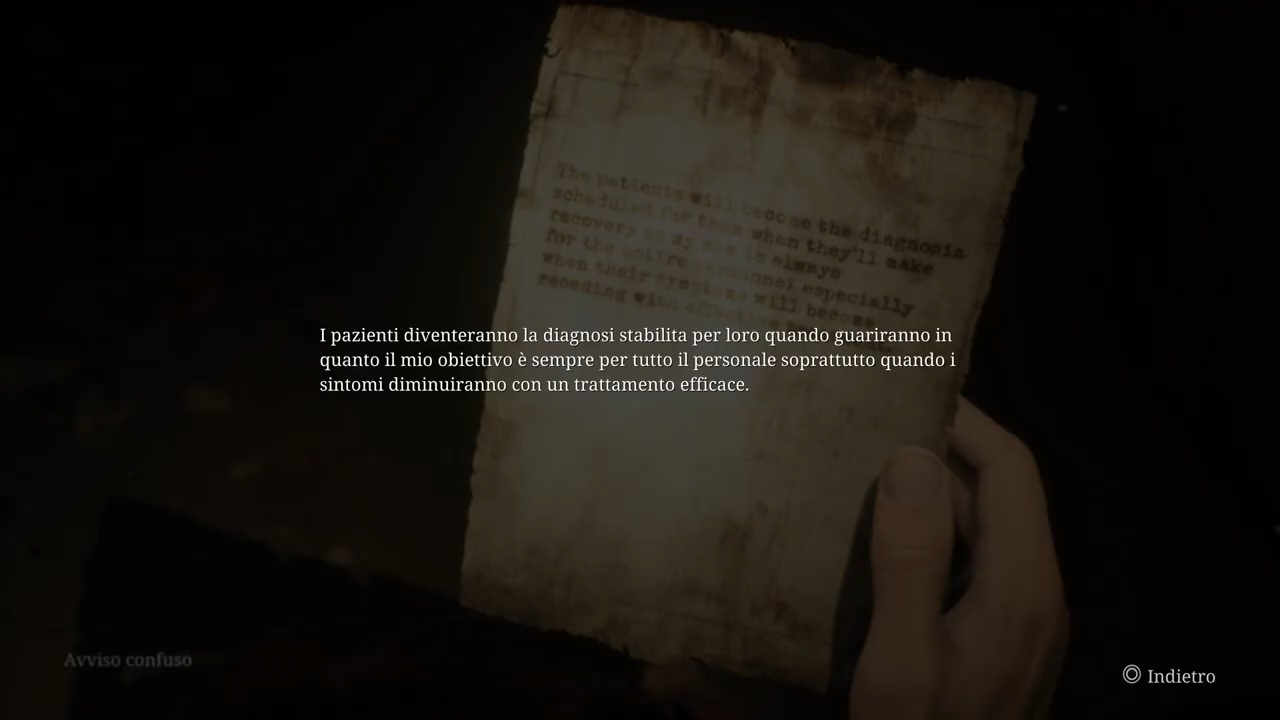 The patients will become the diagnosis
scheduled for them when they'll make
recovery as my aim is always
for the entire personnel especially
when their symptoms will become
receding with effective
I pazienti diventeranno la diagnosi stabilita per loro quando guariranno in
quanto il mio obiettivo è sempre per tutto il personale soprattutto quando i
sintomi diminuiranno con un trattamento efficace.
Avviso confuso
Indietro